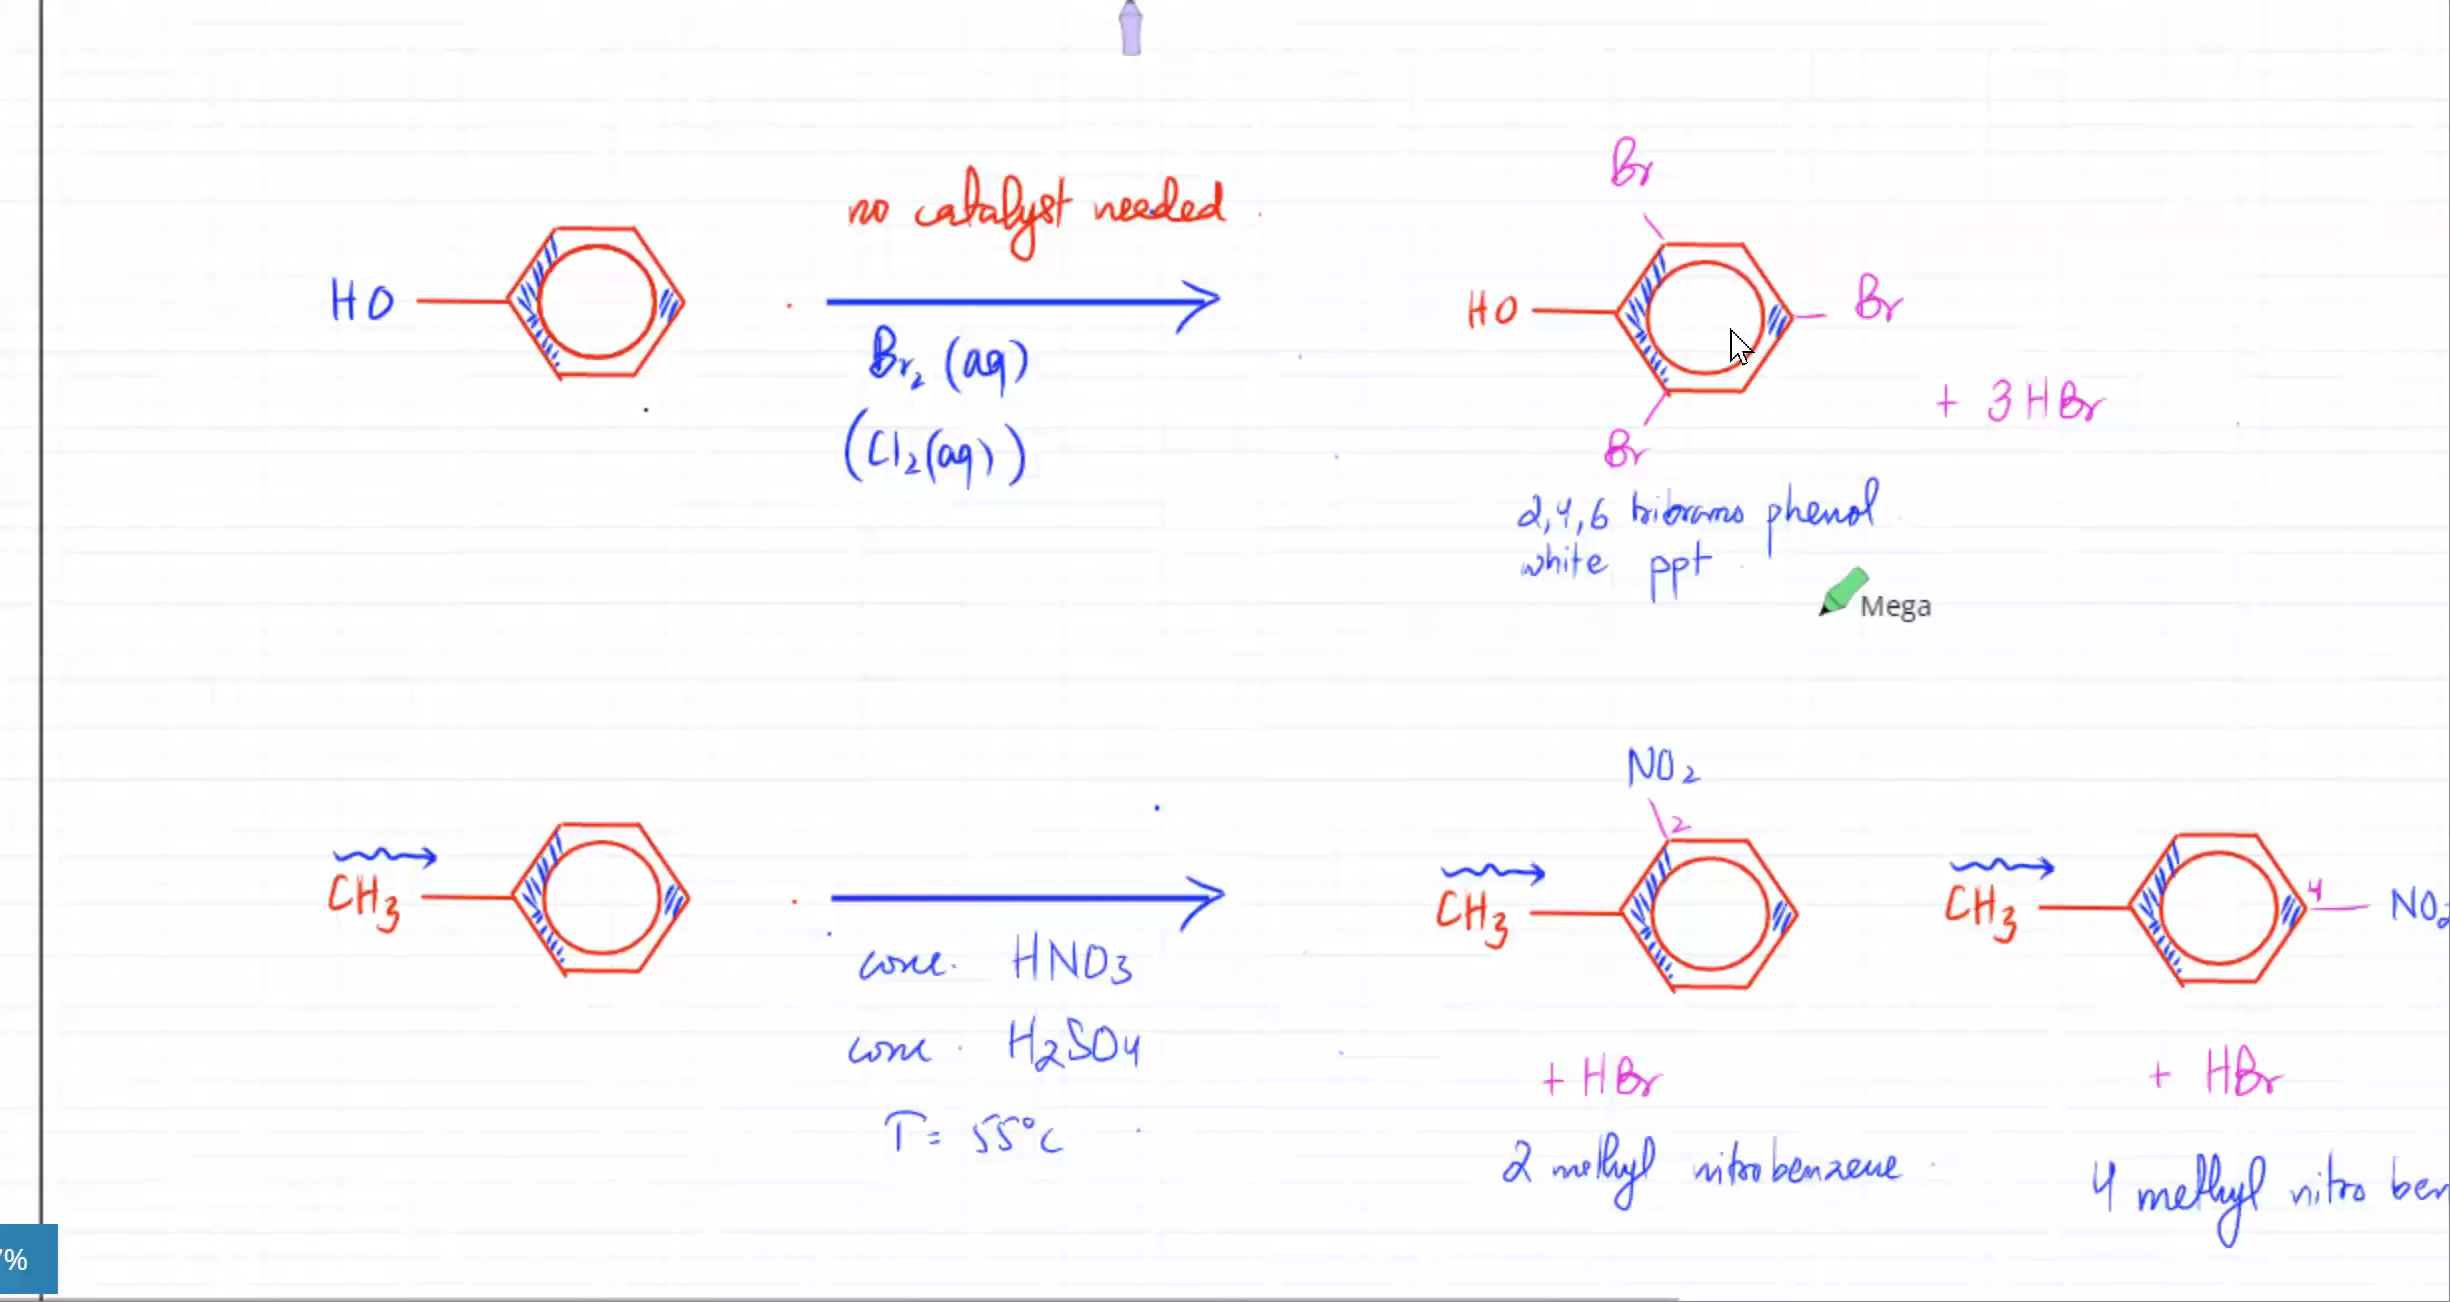 no catalyst needed
HO
Br2 (aq)
(Cl2(aq))
Br
HO
Br
Br
+ 3HBr
2,4,6 tribromo phenol
white ppt
Mega
CH3
conc. HNO3
conc. H2SO4
T = 55°C
NO2
2
CH3
+ HBr
2 methyl nitrobenzene
CH3
4
NO2
+ HBr
4 methyl nitro ben
7%